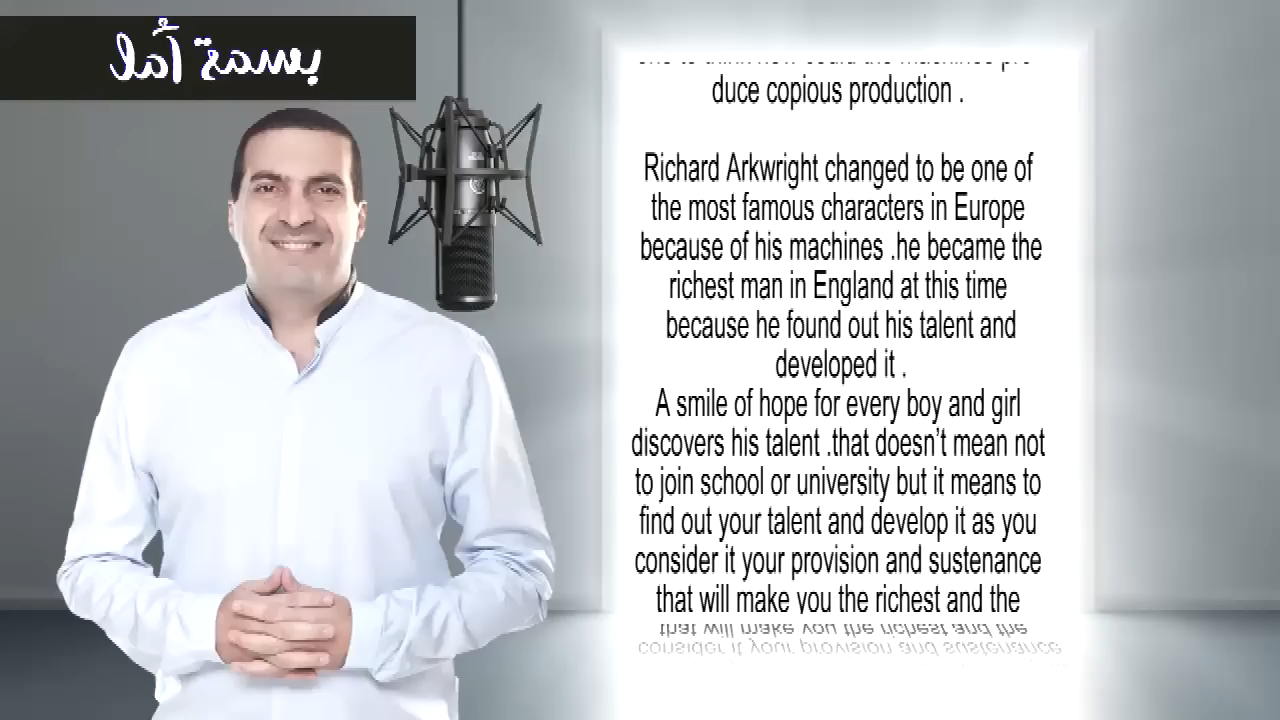 بسمة أمل
duce copious production .
Richard Arkwright changed to be one of
the most famous characters in Europe
because of his machines .he became the
richest man in England at this time
because he found out his talent and
developed it .
A smile of hope for every boy and girl
discovers his talent .that doesn't mean not
to join school or university but it means to
find out your talent and develop it as you
consider it your provision and sustenance
that will make you the richest and the